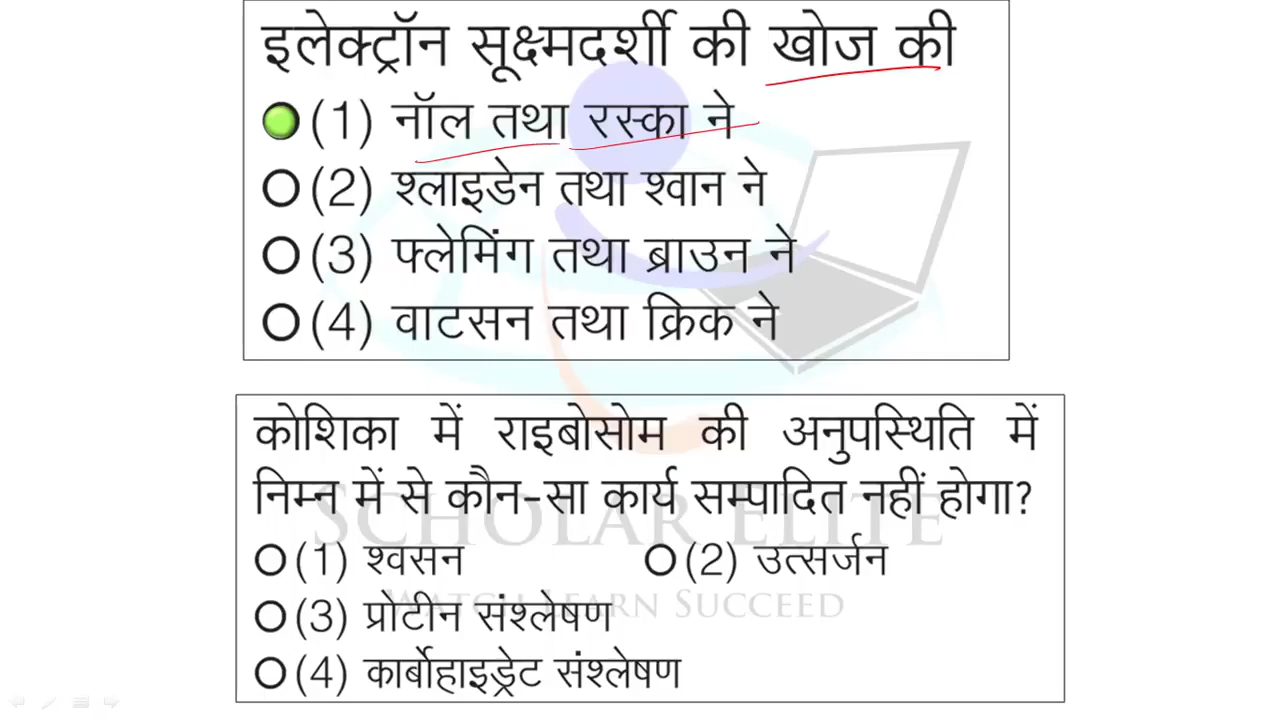 इलेक्ट्रॉन सूक्ष्मदर्शी की खोज की
(1) नॉल तथा रस्का ने
(2) श्लाइडेन तथा श्वान ने
(3) फ्लेमिंग तथा ब्राउन ने
(4) वाटसन तथा क्रिक ने
कोशिका में राइबोसोम की अनुपस्थिति में
निम्न में से कौन-सा कार्य सम्पादित नहीं होगा?
SCHOLAR ELITE
(1) श्वसन (2) उत्सर्जन
WATCH LEARN SUCCEED
(3) प्रोटीन संश्लेषण
(4) कार्बोहाइड्रेट संश्लेषण